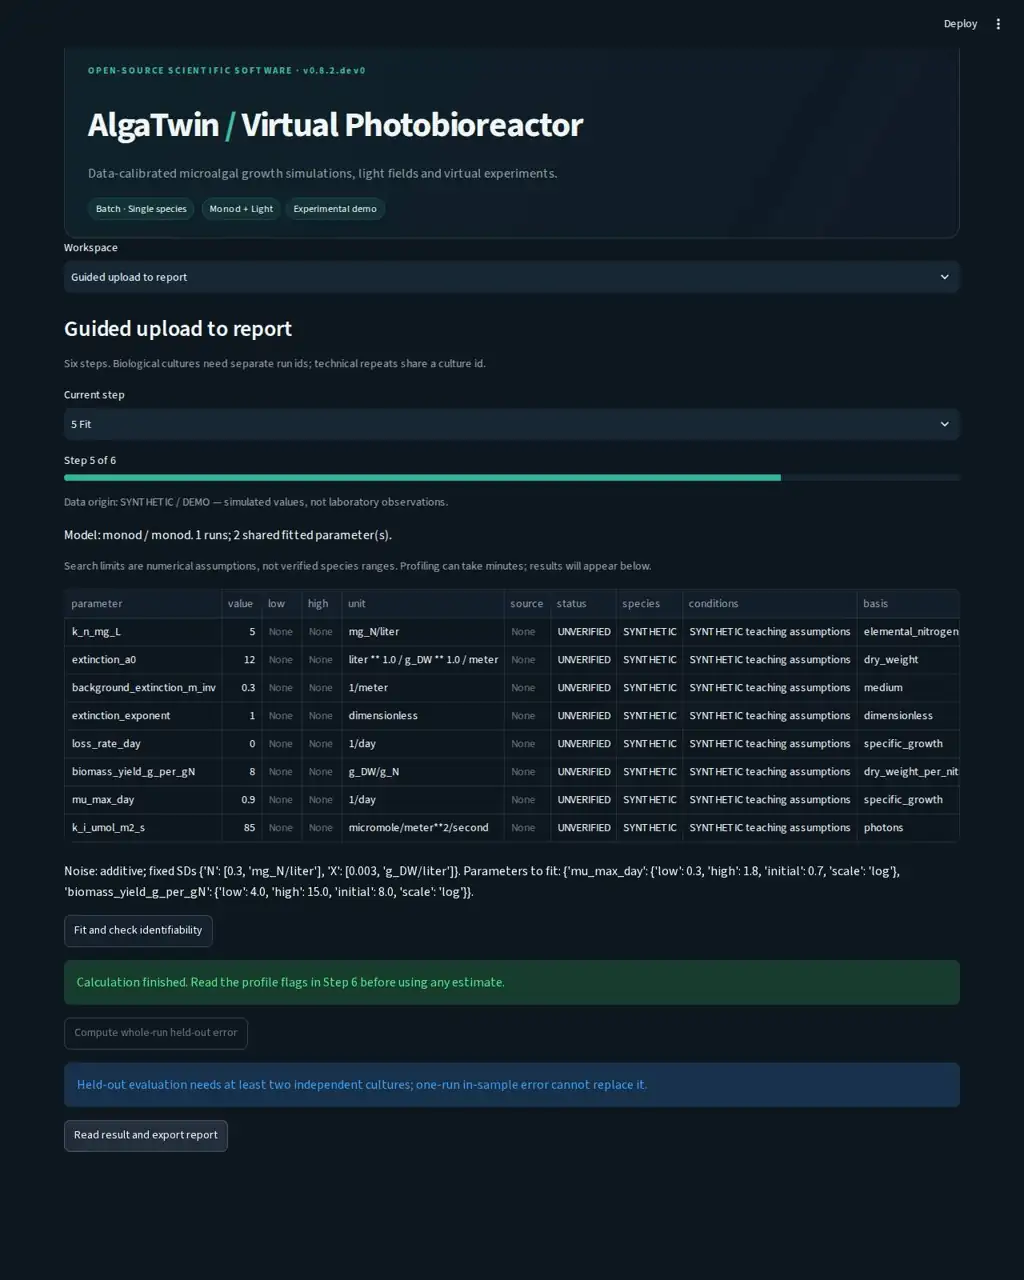 Deploy
OPEN-SOURCE SCIENTIFIC SOFTWARE · v0.8.2.dev0
AlgaTwin / Virtual Photobioreactor
Data-calibrated microalgal growth simulations, light fields and virtual experiments.
Batch · Single species Monod + Light Experimental demo
Workspace
Guided upload to report
Guided upload to report
Six steps. Biological cultures need separate run ids; technical repeats share a culture id.
Current step
5 Fit
Step 5 of 6
Data origin: SYNTHETIC / DEMO — simulated values, not laboratory observations.
Model: monod / monod. 1 runs; 2 shared fitted parameter(s).
Search limits are numerical assumptions, not verified species ranges. Profiling can take minutes; results will appear below.
parameter value low high unit source status species conditions basis
k_n_mg_L 5 None None mg_N/liter None UNVERIFIED SYNTHETIC SYNTHETIC teaching assumptions elemental_nitrogen
extinction_a0 12 None None liter ** 1.0 / g_DW ** 1.0 / meter None UNVERIFIED SYNTHETIC SYNTHETIC teaching assumptions dry_weight
background_extinction_m_inv 0.3 None None 1/meter None UNVERIFIED SYNTHETIC SYNTHETIC teaching assumptions medium
extinction_exponent 1 None None dimensionless None UNVERIFIED SYNTHETIC SYNTHETIC teaching assumptions dimensionless
loss_rate_day 0 None None 1/day None UNVERIFIED SYNTHETIC SYNTHETIC teaching assumptions specific_growth
biomass_yield_g_per_gN 8 None None g_DW/g_N None UNVERIFIED SYNTHETIC SYNTHETIC teaching assumptions dry_weight_per_nit
mu_max_day 0.9 None None 1/day None UNVERIFIED SYNTHETIC SYNTHETIC teaching assumptions specific_growth
k_i_umol_m2_s 85 None None micromole/meter**2/second None UNVERIFIED SYNTHETIC SYNTHETIC teaching assumptions photons
Noise: additive; fixed SDs {'N': [0.3, 'mg_N/liter'], 'X': [0.003, 'g_DW/liter']}. Parameters to fit: {'mu_max_day': {'low': 0.3, 'high': 1.8, 'initial': 0.7, 'scale': 'log'},
'biomass_yield_g_per_gN': {'low': 4.0, 'high': 15.0, 'initial': 8.0, 'scale': 'log'}}.
Fit and check identifiability
Calculation finished. Read the profile flags in Step 6 before using any estimate.
Compute whole-run held-out error
Held-out evaluation needs at least two independent cultures; one-run in-sample error cannot replace it.
Read result and export report